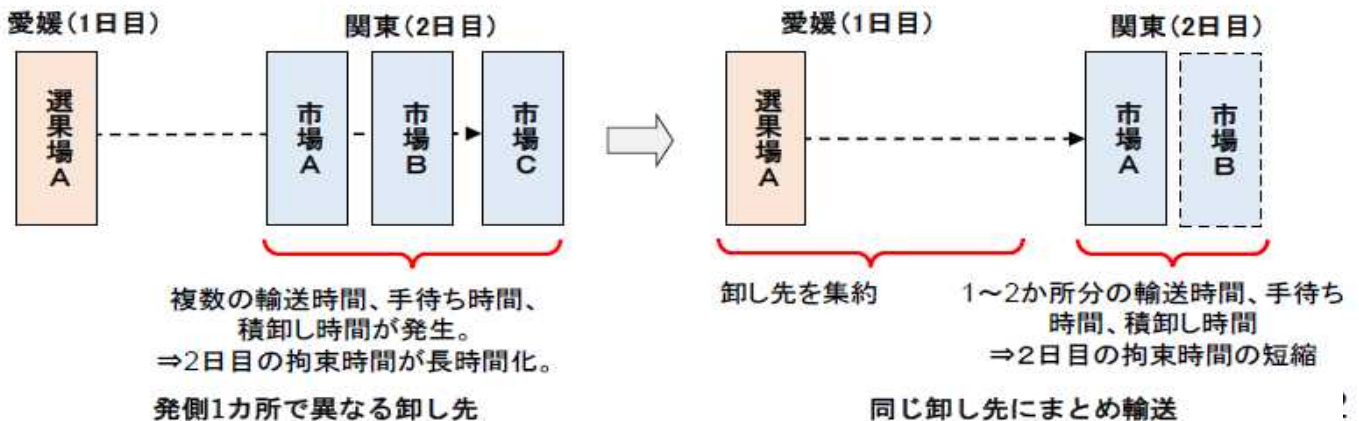 愛媛(1日目)
関東(2日目)
選果場A
市場A
市場B
市場C
複数の輸送時間、手待ち時間、
積卸し時間が発生。
⇒2日目の拘束時間が長時間化。
発側1カ所で異なる卸し先
愛媛(1日目)
関東(2日目)
選果場A
市場A
市場B
卸し先を集約
1～2か所分の輸送時間、手待ち
時間、積卸し時間
⇒2日目の拘束時間の短縮
同じ卸し先にまとめ輸送